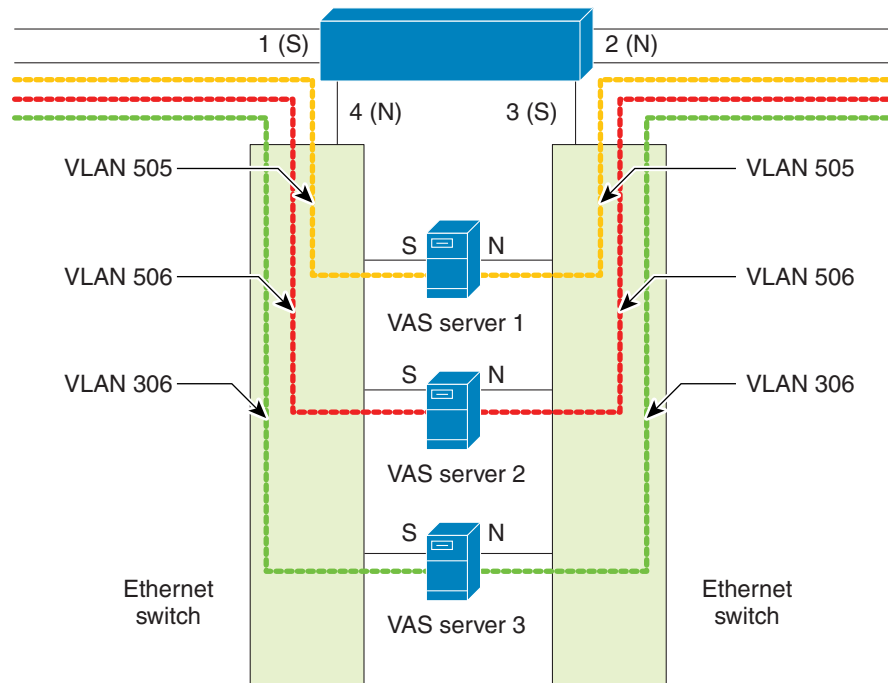 1 (S)
2 (N)
4 (N)
3 (S)
VLAN 505
VLAN 505
S
N
VLAN 506
VLAN 506
VAS server 1
S
N
VLAN 306
VLAN 306
VAS server 2
S
N
Ethernet
switch
VAS server 3
Ethernet
switch